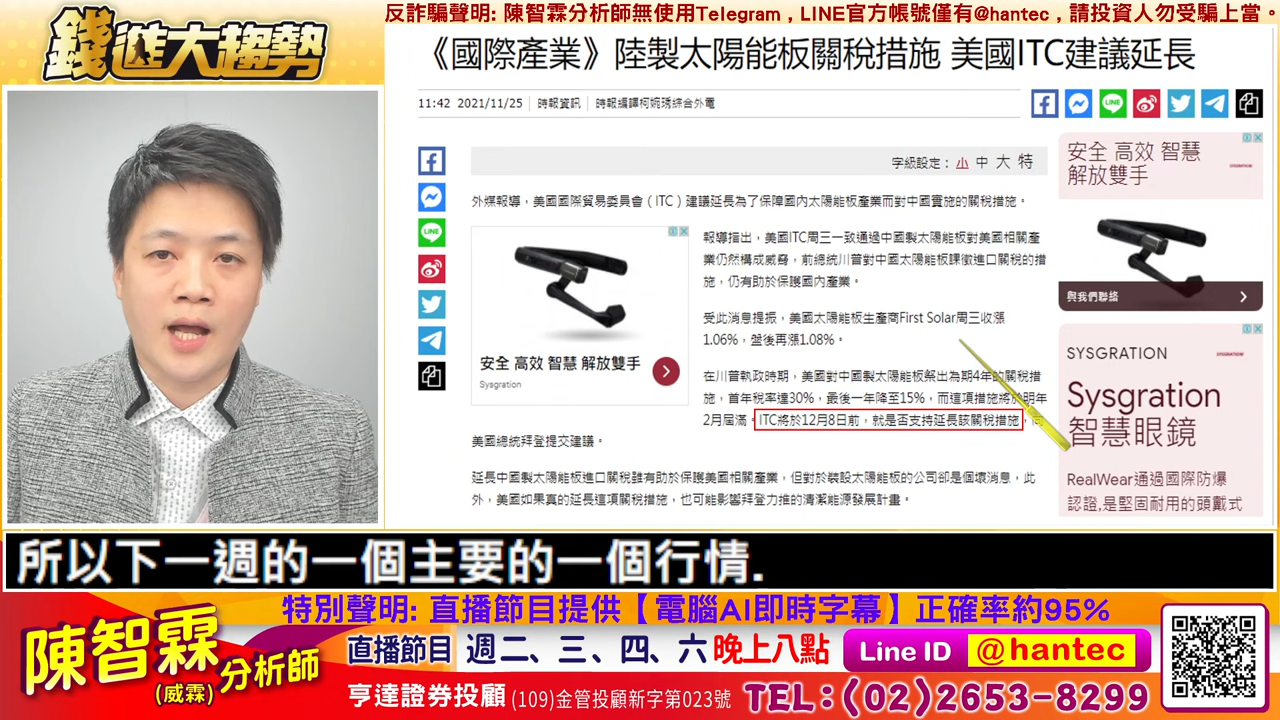 反詐騙聲明: 陳智霖分析師無使用Telegram , LINE官方帳號僅有@hantec , 請投資人勿受騙上當。
錢進大趨勢
《國際產業》陸製太陽能板關稅措施 美國ITC建議延長
11:42 2021/11/25 時報資訊 時報編譯柯婉琇綜合外電
字級設定： 小 中 大 特
外媒報導，美國國際貿易委員會（ITC）建議延長為了保障國內太陽能板產業而對中國實施的關稅措施。
報導指出，美國ITC周三一致通過中國製太陽能板對美國相關產
業仍然構成威脅，前總統川普對中國太陽能板課徵進口關稅的措
施，仍有助於保護國內產業。
受此消息提振，美國太陽能板生產商First Solar周三收漲
1.06%，盤後再漲1.08%。
在川普執政時期，美國對中國製太陽能板祭出為期4年的關稅措
施，首年稅率達30%，最後一年降至15%，而這項措施將於明年
2月屆滿。ITC將於12月8日前，就是否支持延長該關稅措施，向
美國總統拜登提交建議。
延長中國製太陽能板進口關稅雖有助於保護美國相關產業，但對於裝設太陽能板的公司卻是個壞消息，此
外，美國如果真的延長這項關稅措施，也可能影響拜登力推的清潔能源發展計畫。
安全 高效 智慧 解放雙手
Sysgration
安全 高效 智慧
解放雙手
SYSGRATION
與我們聯絡
SYSGRATION
SYSGRATION
Sysgration
智慧眼鏡
RealWear通過國際防爆
認證,是堅固耐用的頭戴式
所以下一週的一個主要的一個行情.
特別聲明: 直播節目提供【電腦AI即時字幕】正確率約95%
陳智霖
(威霖)
分析師
直播節目 週二、三、四、六晚上八點
Line ID @hantec
亨達證券投顧 (109)金管投顧新字第023號 TEL:(02)2653-8299